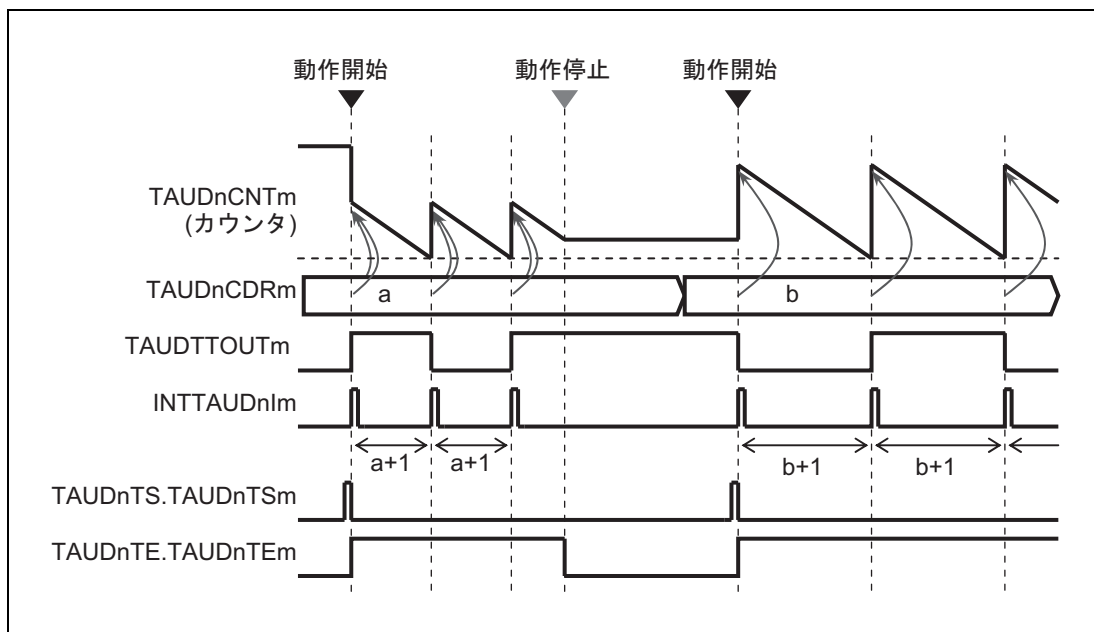 動作開始 動作停止 動作開始
TAUDnCNTm
(カウンタ)
TAUDnCDRm a b
TAUDTTOUTm
INTTAUDnIm
a+1 a+1 b+1 b+1
TAUDnTS.TAUDnTSm
TAUDnTE.TAUDnTEm